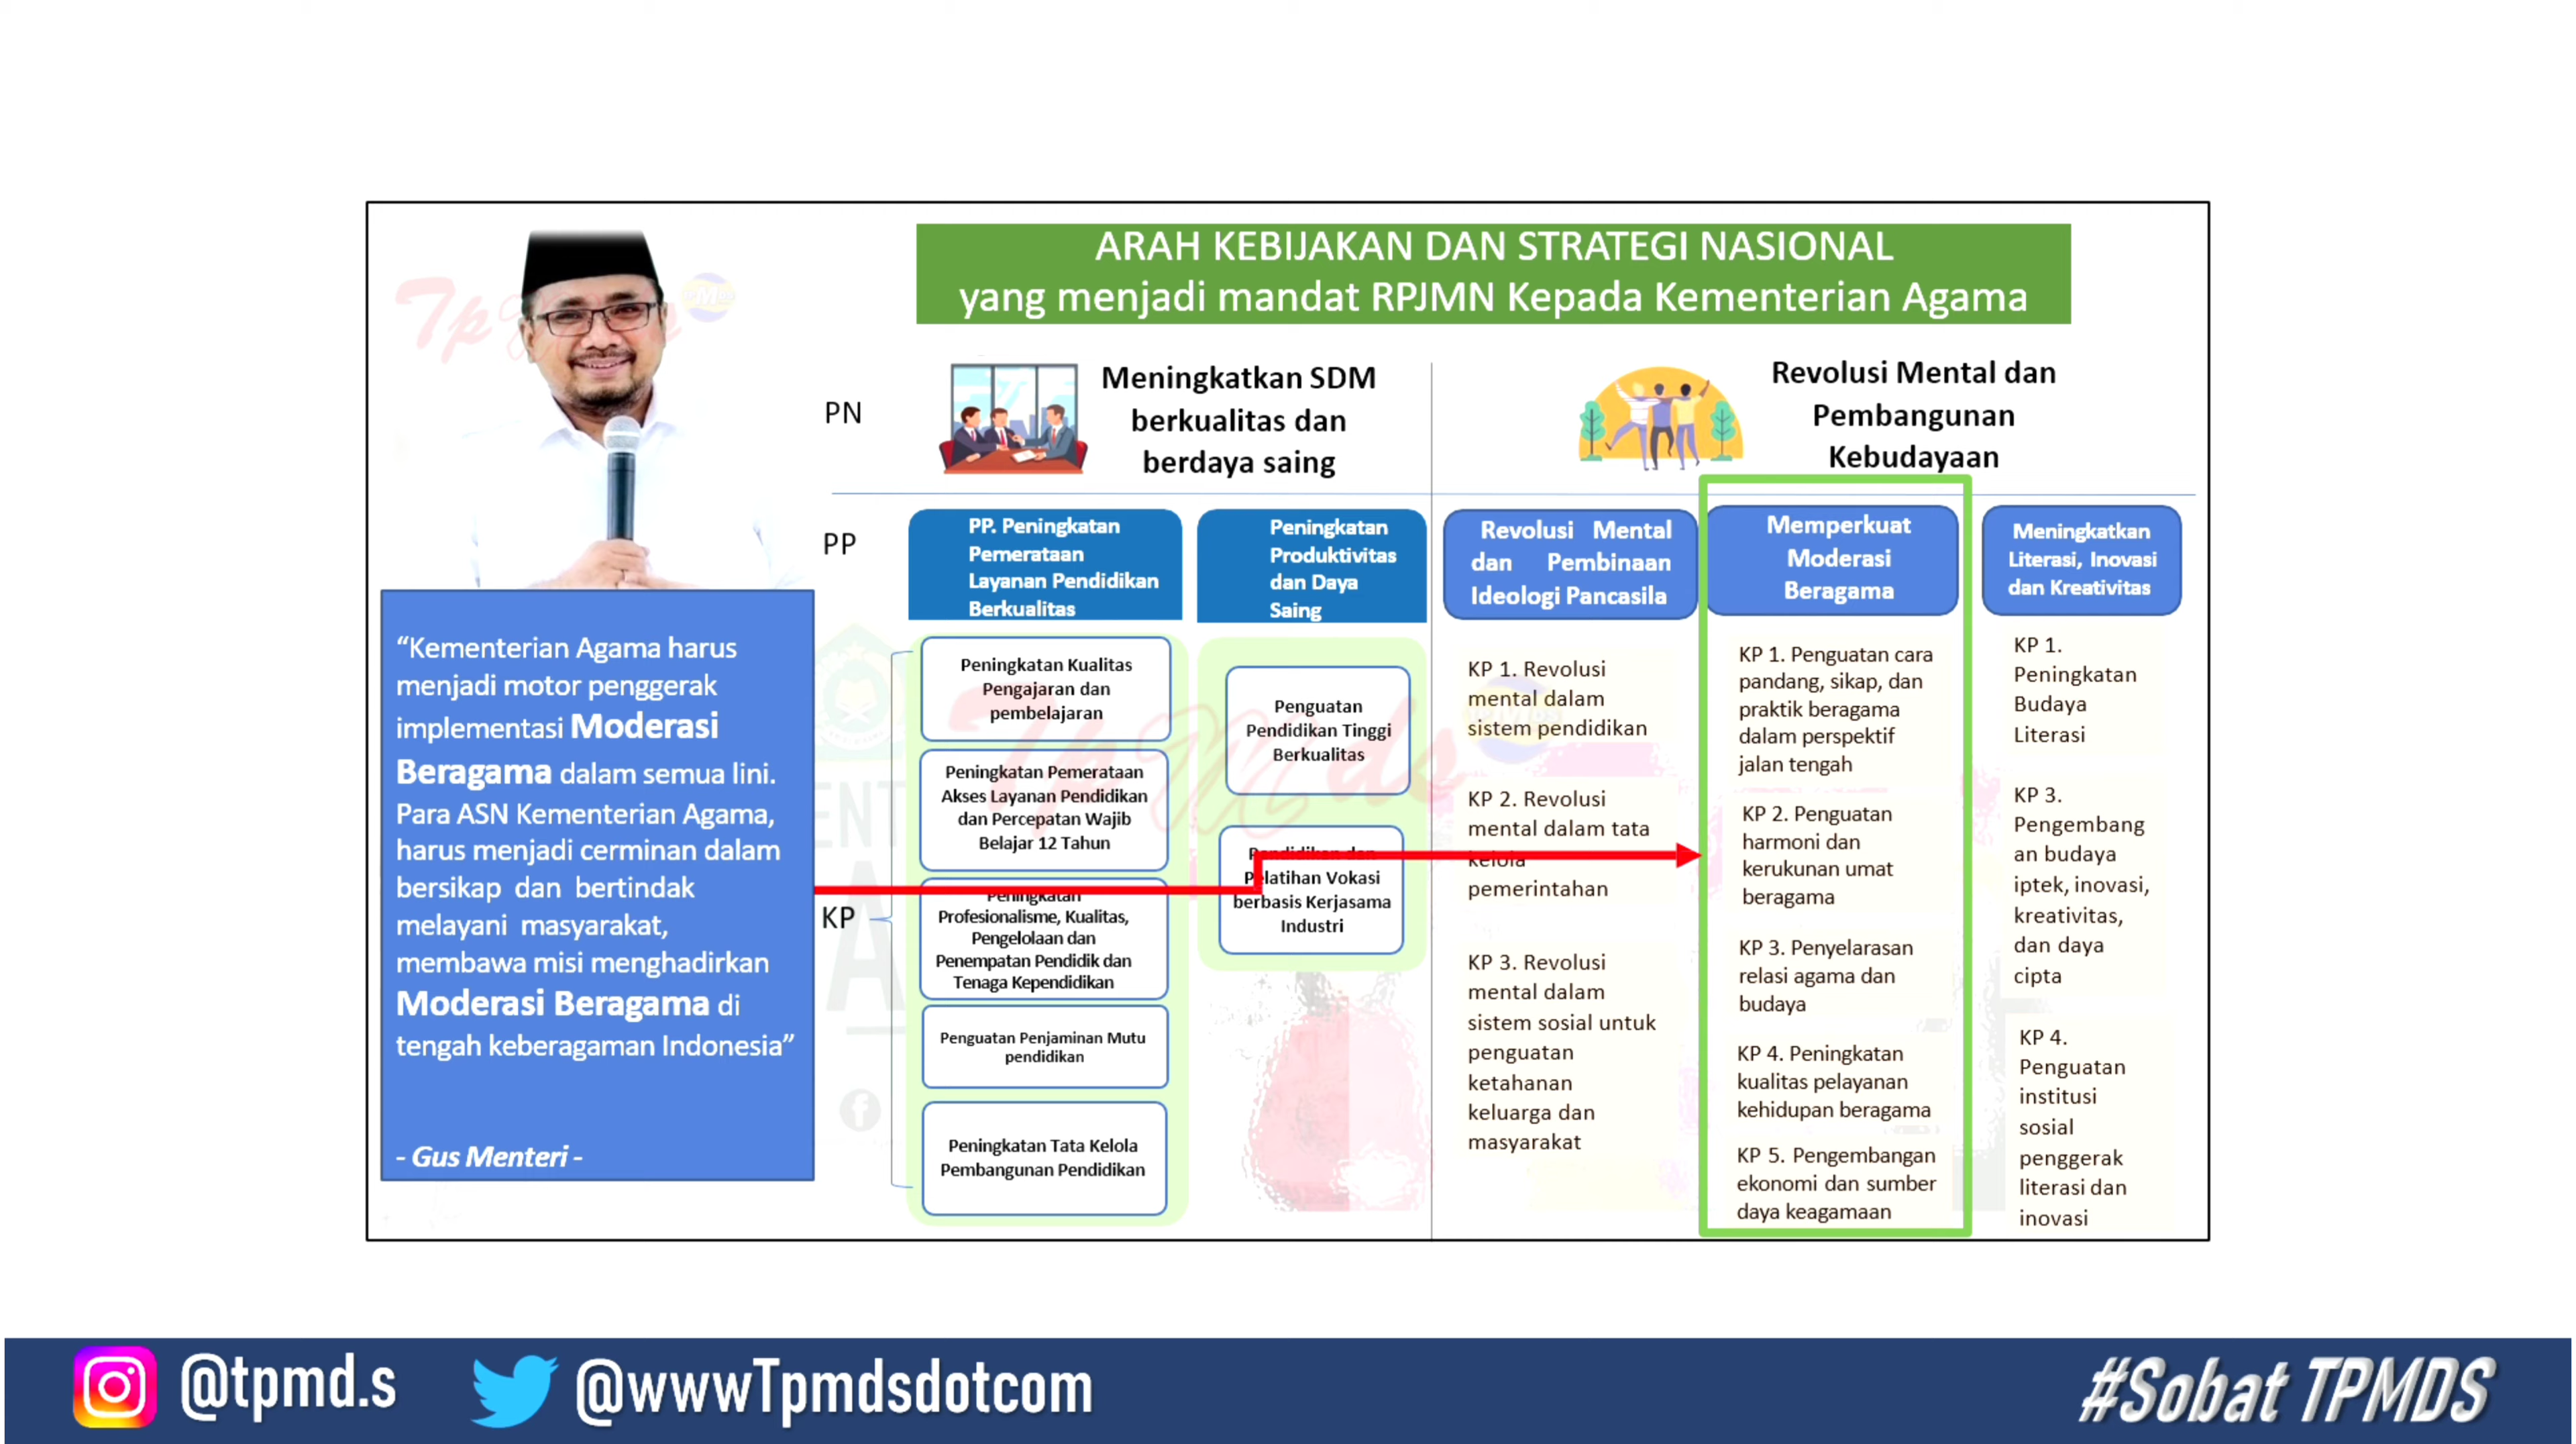 ARAH KEBIJAKAN DAN STRATEGI NASIONAL
yang menjadi mandat RPJMN Kepada Kementerian Agama
PN
Meningkatkan SDM
berkualitas dan
berdaya saing
Revolusi Mental dan
Pembangunan
Kebudayaan
PP
PP. Peningkatan
Pemerataan
Layanan Pendidikan
Berkualitas
Peningkatan
Produktivitas
dan Daya
Saing
Revolusi Mental
dan Pembinaan
Ideologi Pancasila
Memperkuat
Moderasi
Beragama
Meningkatkan
Literasi, Inovasi
dan Kreativitas
“Kementerian Agama harus
menjadi motor penggerak
implementasi Moderasi
Beragama dalam semua lini.
Para ASN Kementerian Agama,
harus menjadi cerminan dalam
bersikap dan bertindak
melayani masyarakat,
membawa misi menghadirkan
Moderasi Beragama di
tengah keberagaman Indonesia”
- Gus Menteri -
KP
Peningkatan Kualitas
Pengajaran dan
pembelajaran
Peningkatan Pemerataan
Akses Layanan Pendidikan
dan Percepatan Wajib
Belajar 12 Tahun
Peningkatan
Profesionalisme, Kualitas,
Pengelolaan dan
Penempatan Pendidik dan
Tenaga Kependidikan
Penguatan Penjaminan Mutu
pendidikan
Peningkatan Tata Kelola
Pembangunan Pendidikan
Penguatan
Pendidikan Tinggi
Berkualitas
Pendidikan dan
Pelatihan Vokasi
berbasis Kerjasama
Industri
KP 1. Revolusi
mental dalam
sistem pendidikan
KP 2. Revolusi
mental dalam tata
kelola
pemerintahan
KP 3. Revolusi
mental dalam
sistem sosial untuk
penguatan
ketahanan
keluarga dan
masyarakat
KP 1. Penguatan cara
pandang, sikap, dan
praktik beragama
dalam perspektif
jalan tengah
KP 2. Penguatan
harmoni dan
kerukunan umat
beragama
KP 3. Penyelarasan
relasi agama dan
budaya
KP 4. Peningkatan
kualitas pelayanan
kehidupan beragama
KP 5. Pengembangan
ekonomi dan sumber
daya keagamaan
KP 1.
Peningkatan
Budaya
Literasi
KP 3.
Pengembang
an budaya
iptek, inovasi,
kreativitas,
dan daya
cipta
KP 4.
Penguatan
institusi
sosial
penggerak
literasi dan
inovasi
@tpmd.s
@wwwTpmdsdotcom
#Sobat TPMDS